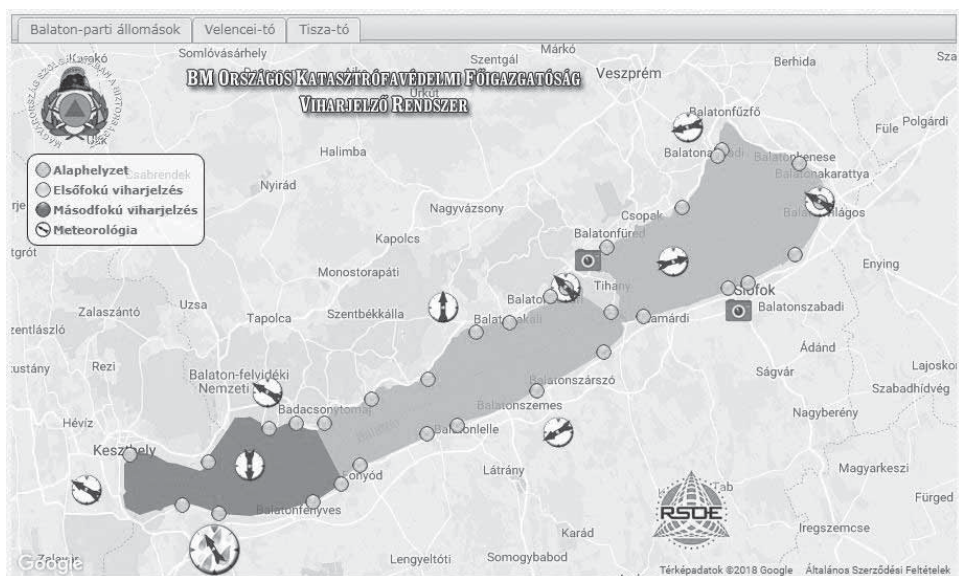 Balaton-parti állomások
Velencei-tó
Tisza-tó
BM Országos Katasztrófavédelmi Főigazgatóság
Viharjelző Rendszer
Alaphelyzet
Elsőfokú viharjelzés
Másodfokú viharjelzés
Meteorológia
Somlóvásárhely
Szentgál
Márkó
Berhida
Veszprém
Balatonfűzfő
Füle
Polgárdi
Halimba
Balatonkenese
Balatonakarattya
Csabrendek
Nyirád
Nagyvázsony
Csopak
Balatonfüred
Kapolcs
Monostorapáti
Enying
Zalaszántó
Uzsa
Tapolca
Szentbékkálla
Tihany
Siófok
Balatonszabadi
Rezi
Ádánd
Balaton-felvidéki
Nemzeti
Balatonszárszó
Ságvár
Szabadhídvég
Badacsonytomaj
Balatonszemes
Nagyberény
Hévíz
Keszthely
Balatonlelle
Látrány
Magyarkeszi
Fonyód
Balatonfenyves
Tab
RSOE
Fürged
Iregszemcse
Karád
Lengyeltóti
Somogybabod
Google
Térképadatok ©2018 Google
Általános Szerződési Feltételek